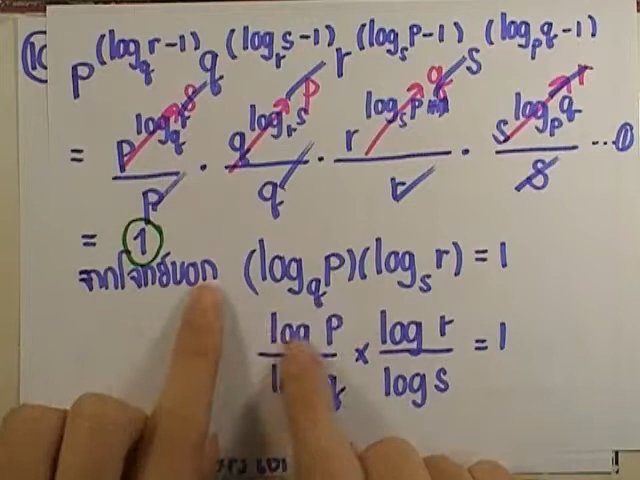 p^(log_q r - 1) q^(log_r s - 1) r^(log_s p - 1) s^(log_p q - 1)
= p^(log_q r) / p · q^(log_r s) / q · r^(log_s p) / r · s^(log_p q) / s ...①
= 1
จากโจทย์บอก (log_q p)(log_s r) = 1
log p / log q × log r / log s = 1